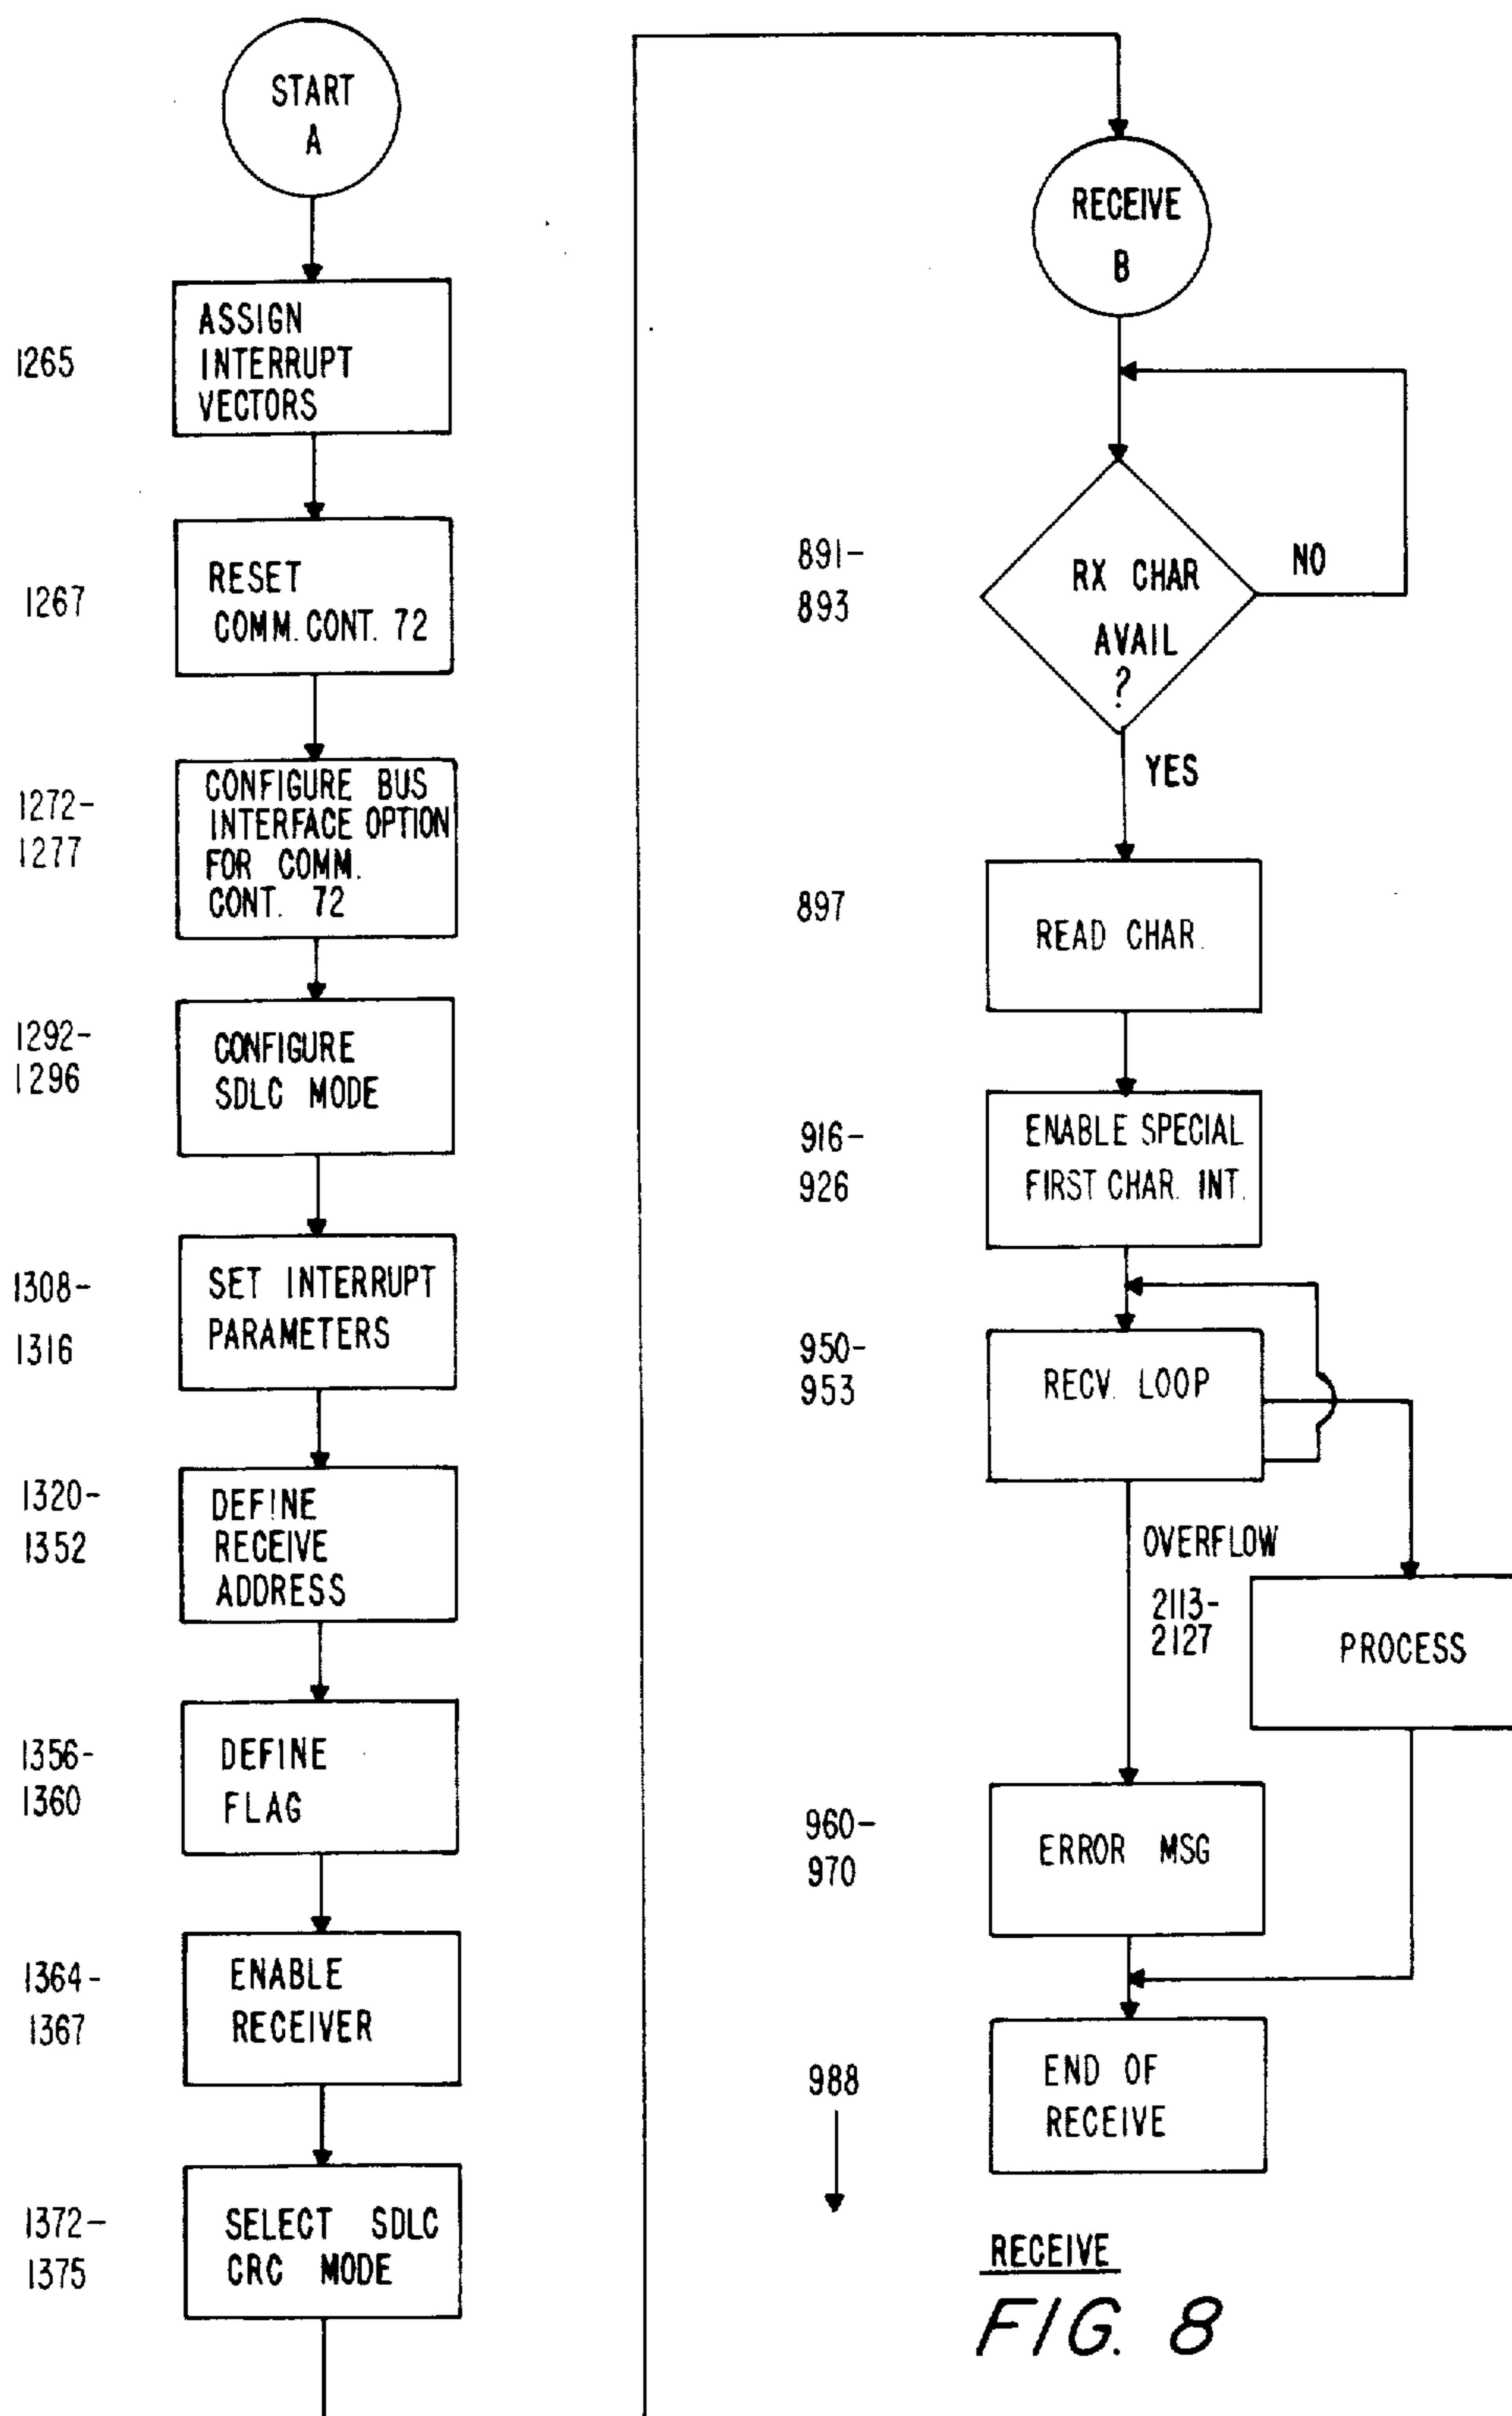 START
A
1265
ASSIGN
INTERRUPT
VECTORS
1267
RESET
COMM. CONT. 72
1272-
1277
CONFIGURE BUS
INTERFACE OPTION
FOR COMM.
CONT. 72
1292-
1296
CONFIGURE
SDLC MODE
1308-
1316
SET INTERRUPT
PARAMETERS
1320-
1352
DEFINE
RECEIVE
ADDRESS
1356-
1360
DEFINE
FLAG
1364-
1367
ENABLE
RECEIVER
1372-
1375
SELECT SDLC
CRC MODE
RECEIVE
B
891-
893
RX CHAR
AVAIL
?
NO
YES
897
READ CHAR.
916-
926
ENABLE SPECIAL
FIRST CHAR. INT.
950-
953
RECV. LOOP
OVERFLOW
2113-
2127
PROCESS
960-
970
ERROR MSG
988
END OF
RECEIVE
RECEIVE
FIG. 8